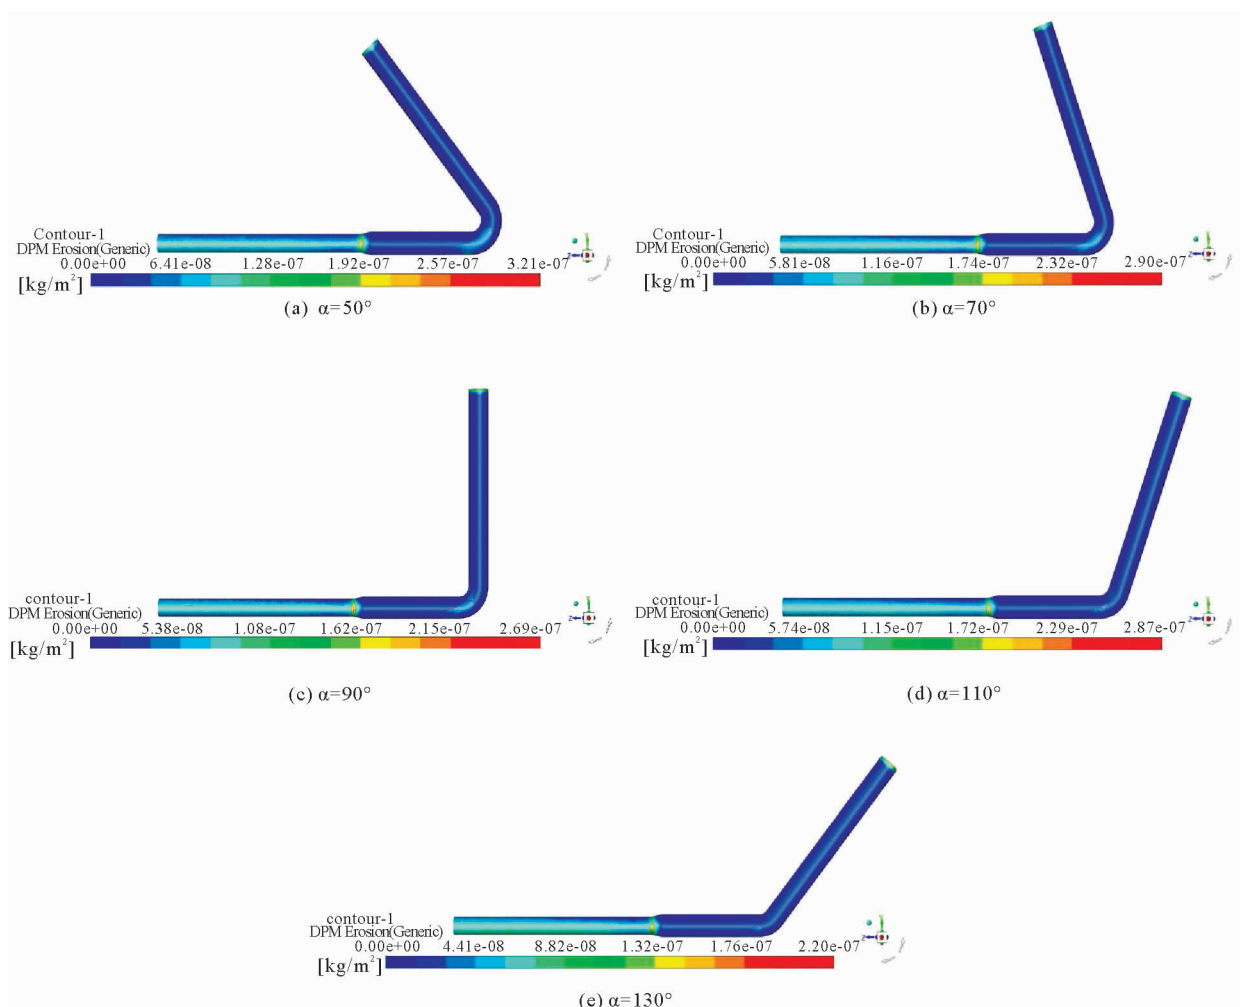 Contour-1
DPM Erosion(Generic)
0.00e+00 6.41e-08 1.28e-07 1.92e-07 2.57e-07 3.21e-07
[kg/m²]
(a) α=50°
Contour-1
DPM Erosion(Generic)
0.00e+00 5.81e-08 1.16e-07 1.74e-07 2.32e-07 2.90e-07
[kg/m²]
(b) α=70°
contour-1
DPM Erosion(Generic)
0.00e+00 5.38e-08 1.08e-07 1.62e-07 2.15e-07 2.69e-07
[kg/m²]
(c) α=90°
contour-1
DPM Erosion(Generic)
0.00e+00 5.74e-08 1.15e-07 1.72e-07 2.29e-07 2.87e-07
[kg/m²]
(d) α=110°
contour-1
DPM Erosion(Generic)
0.00e+00 4.41e-08 8.82e-08 1.32e-07 1.76e-07 2.20e-07
[kg/m²]
(e) α=130°